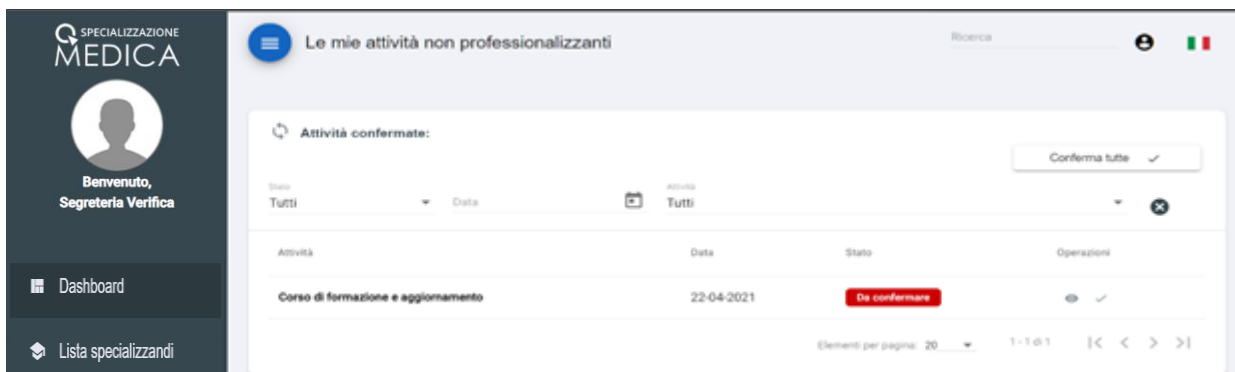 SPECIALIZZAZIONE
MEDICA
Benvenuto,
Segreteria Verifica
Dashboard
Lista specializzandi
Le mie attività non professionalizzanti
Ricerca
Attività confermate:
Conferma tutte
Stato
Tutti
Data
Attività
Tutti
Attività Data Stato Operazioni
Corso di formazione e aggiornamento 22-04-2021 Da confermare
Elementi per pagina: 20 1-1 di 1